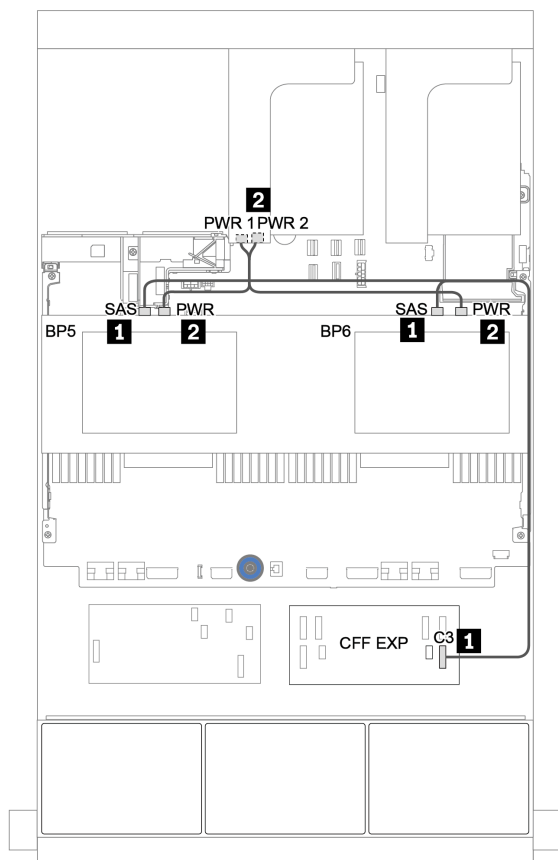 2
PWR 1 PWR 2
SAS PWR
BP5 1 2
SAS PWR
BP6 1 2
CFF EXP
C3 1